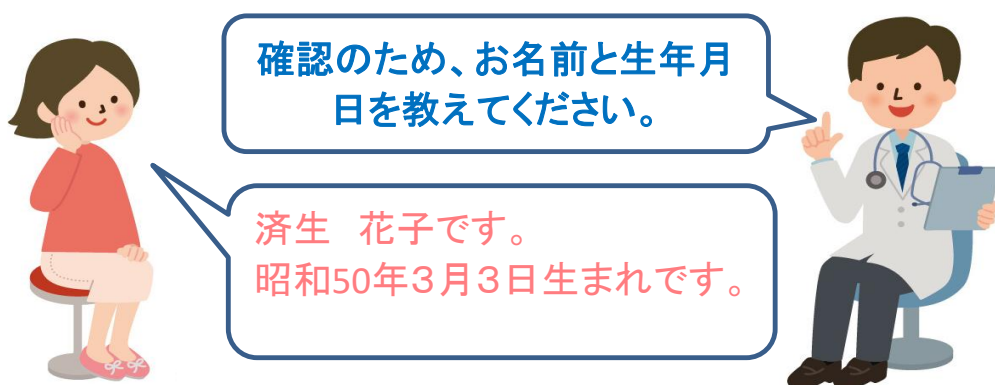 確認のため、お名前と生年月
日を教えてください。
済生　花子です。
昭和50年３月３日生まれです。